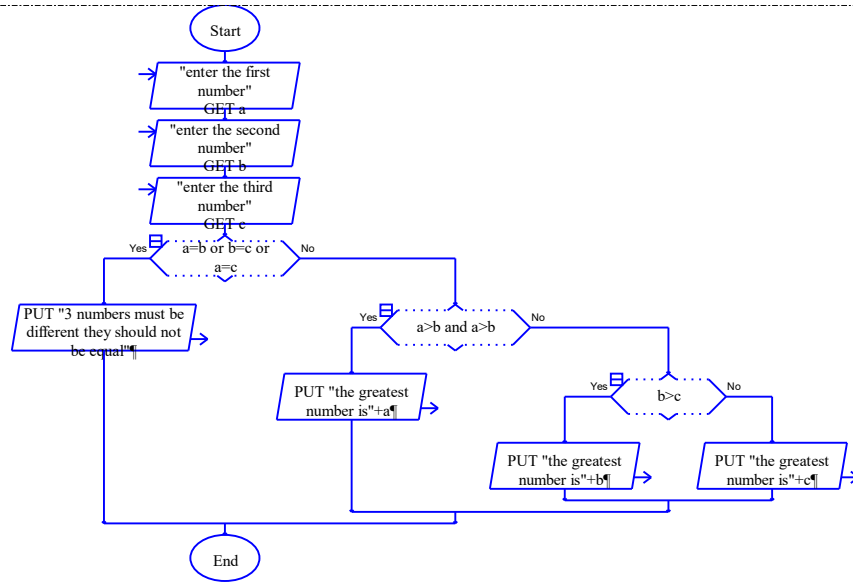 Start
"enter the first
number"
GET a
"enter the second
number"
GET b
"enter the third
number"
GET c
Yes
a=b or b=c or
a=c
No
PUT "3 numbers must be
different they should not
be equal"¶
Yes
a>b and a>b
No
PUT "the greatest
number is"+a¶
Yes
b>c
No
PUT "the greatest
number is"+b¶
PUT "the greatest
number is"+c¶
End